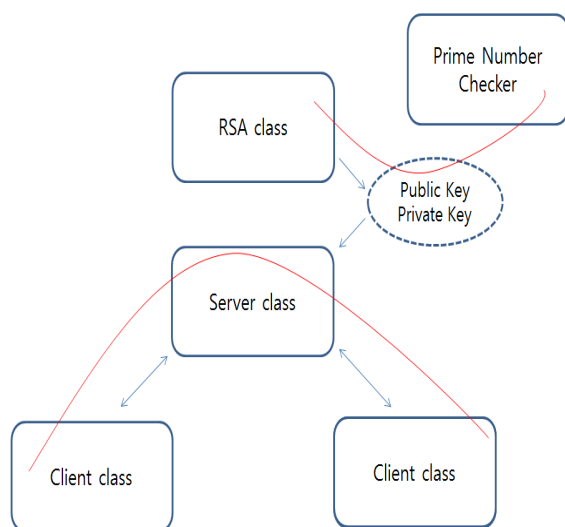 Prime Number
Checker
RSA class
Public Key
Private Key
Server class
Client class
Client class